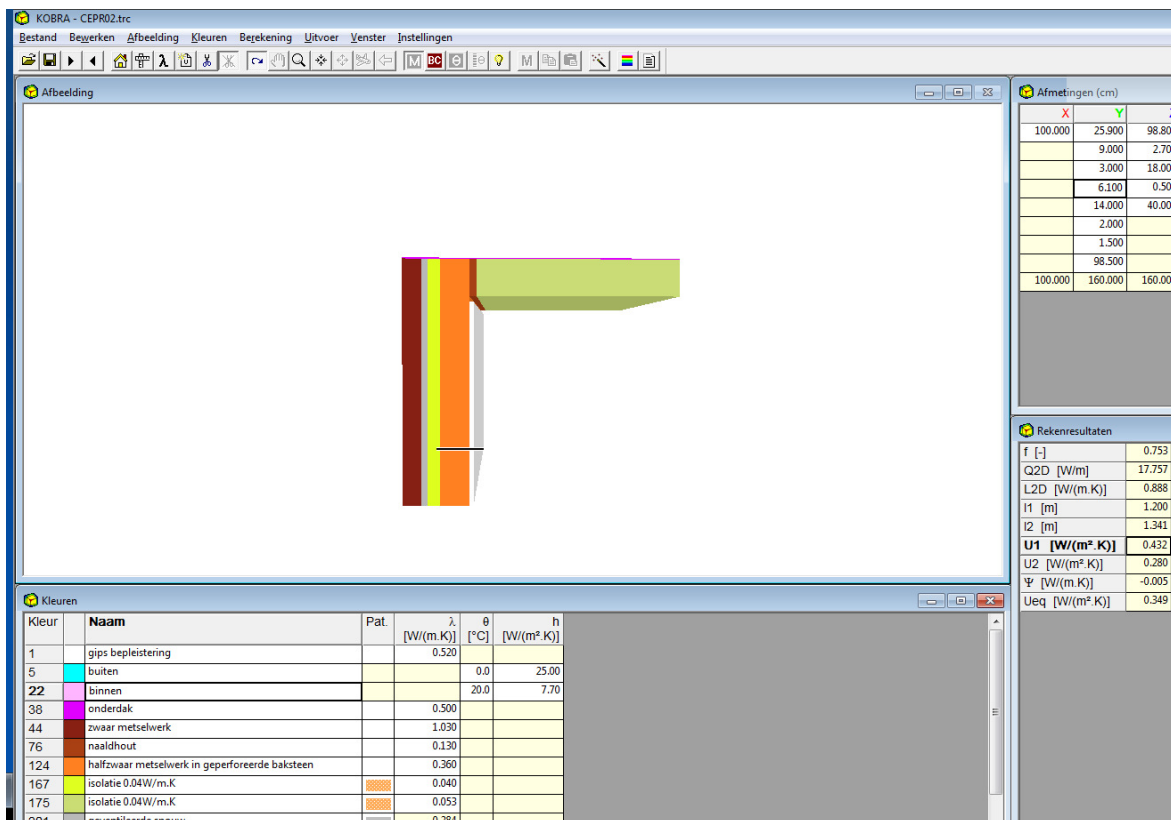 KOBRA - CEPR02.trc
Bestand Bewerken Afbeelding Kleuren Berekening Uitvoer Venster Instellingen
M BC M
Afbeelding
Afmetingen (cm)
X Y
100.000 25.900 98.80
9.000 2.70
3.000 18.00
6.100 0.50
14.000 40.00
2.000
1.500
98.500
100.000 160.000 160.00
Rekenresultaten
f [-] 0.753
Q2D [W/m] 17.757
L2D [W/(m.K)] 0.888
l1 [m] 1.200
l2 [m] 1.341
U1 [W/(m².K)] 0.432
U2 [W/(m².K)] 0.280
Ψ [W/(m.K)] -0.005
Ueq [W/(m².K)] 0.349
Kleuren
Kleur Naam Pat. λ θ h
[W/(m.K)] [°C] [W/(m².K)]
1 gips bepleistering 0.520
5 buiten 0.0 25.00
22 binnen 20.0 7.70
38 onderdak 0.500
44 zwaar metselwerk 1.030
76 naaldhout 0.130
124 halfzwaar metselwerk in geperforeerde baksteen 0.360
167 isolatie 0.04W/m.K 0.040
175 isolatie 0.04W/m.K 0.053